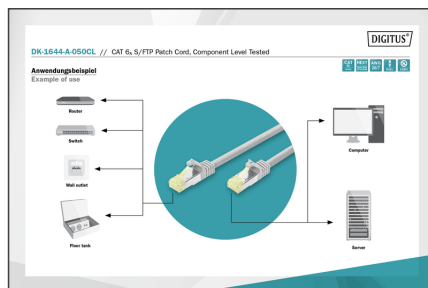 DIGITUS®
DK-1644-A-050CL // CAT 6A S/FTP Patch Cord, Component Level Tested
Anwendungsbeispiel
Example of use
Router
Switch
Wall outlet
Floor tank
Computer
Server